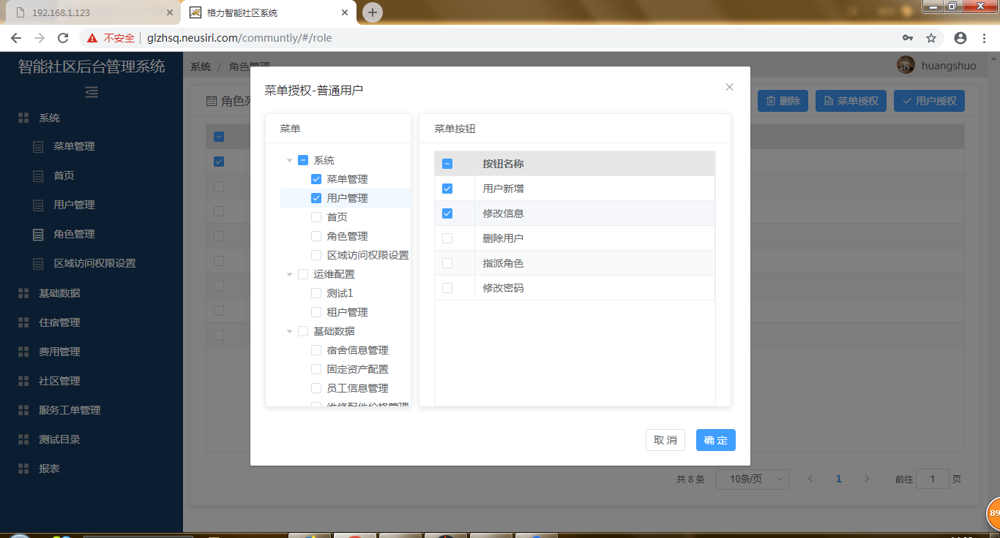 192.168.1.123
格力智能社区系统
不安全 glzhsq.neusiri.com/communtiy/#/role
智能社区后台管理系统
系统
菜单管理
首页
用户管理
角色管理
区域访问权限设置
基础数据
住宿管理
费用管理
社区管理
服务工单管理
测试目录
报表
系统 / 角色管理
huangshuo
角色列
删除
菜单授权
用户授权
菜单授权-普通用户
菜单
系统
菜单管理
用户管理
首页
角色管理
区域访问权限设置
运维配置
测试1
租户管理
基础数据
宿舍信息管理
固定资产配置
员工信息管理
维修配件价格管理
菜单按钮
按钮名称
用户新增
修改信息
删除用户
指派角色
修改密码
取 消
确 定
共 8 条
10条/页
1
前往 1 页
89